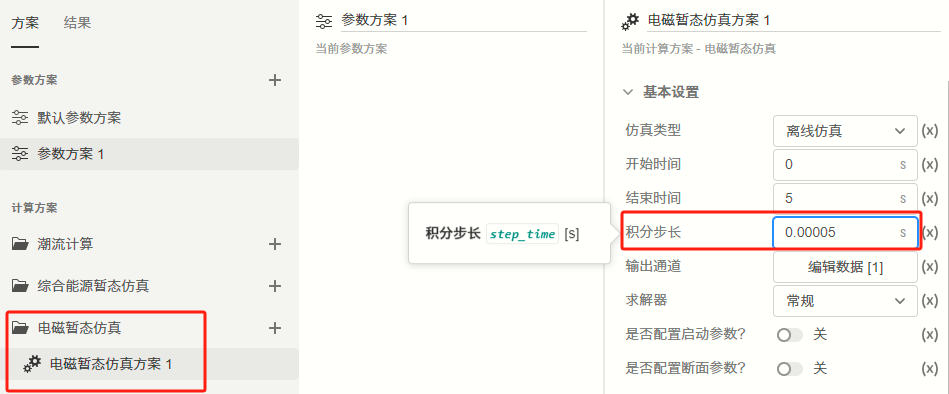 方案
结果
参数方案
默认参数方案
参数方案 1
计算方案
潮流计算
综合能源暂态仿真
电磁暂态仿真
电磁暂态仿真方案 1
参数方案 1
当前参数方案
积分步长 step_time [s]
电磁暂态仿真方案 1
当前计算方案 - 电磁暂态仿真
基本设置
仿真类型 离线仿真 (x)
开始时间 0 s (x)
结束时间 5 s (x)
积分步长 0.00005 s (x)
输出通道 编辑数据 [1] (x)
求解器 常规 (x)
是否配置启动参数? 关 (x)
是否配置断面参数? 关 (x)